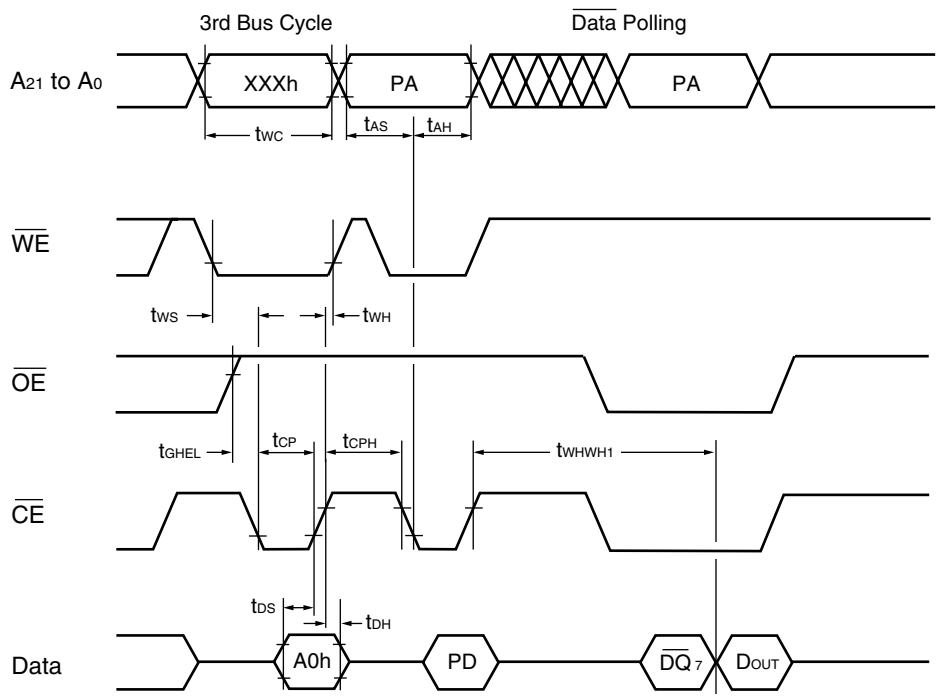 3rd Bus Cycle
Data Polling
A21 to A0
XXXh
PA
PA
tWC
tAS
tAH
WE
tWS
tWH
OE
tGHEL
tCP
tCPH
tWHWH1
CE
tDS
tDH
Data
A0h
PD
DQ7
DOUT